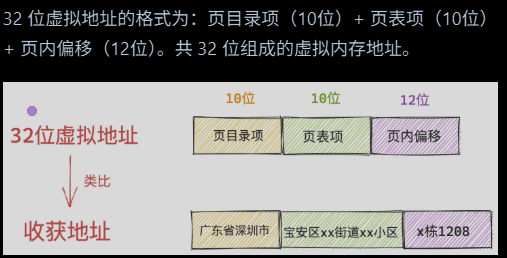 32 位虚拟地址的格式为：页目录项（10位）+ 页表项（10位）
+ 页内偏移（12位）。共 32 位组成的虚拟内存地址。
10位 10位 12位
32位虚拟地址 页目录项 页表项 页内偏移
类比
收获地址 广东省深圳市 宝安区xx街道xx小区 x栋1208